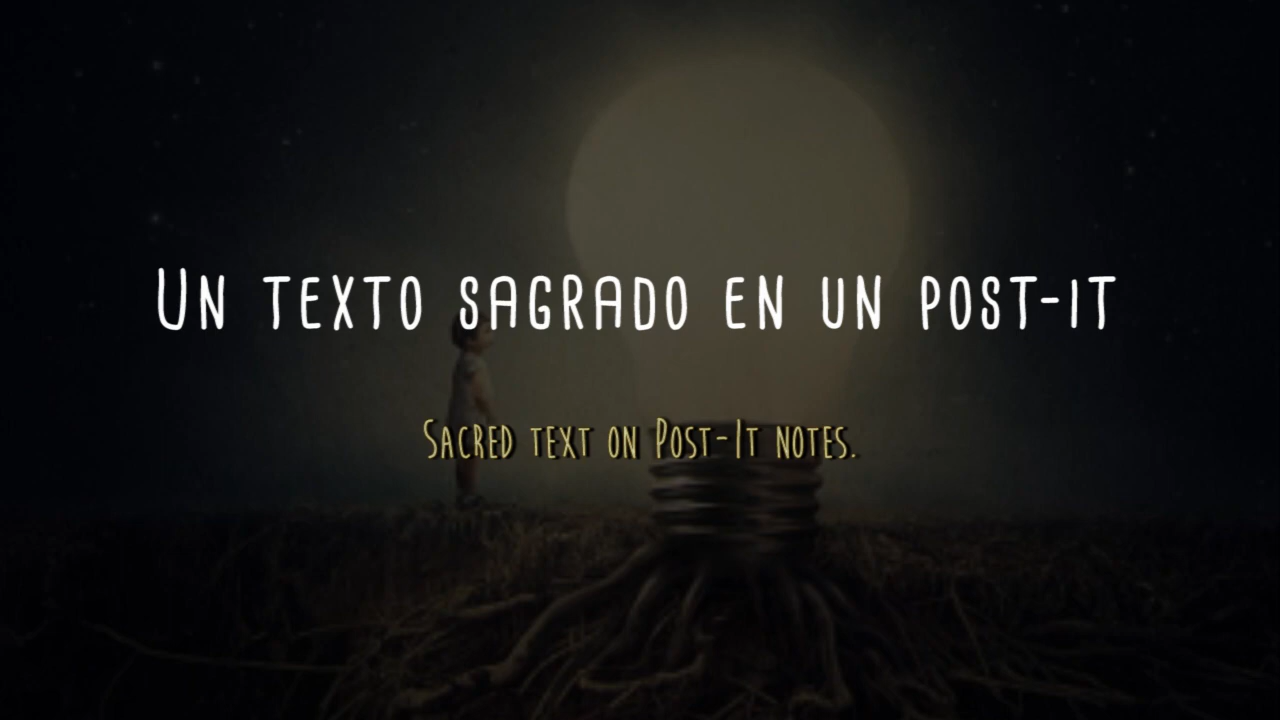 Un texto sagrado en un post-it
Sacred text on Post-It notes.